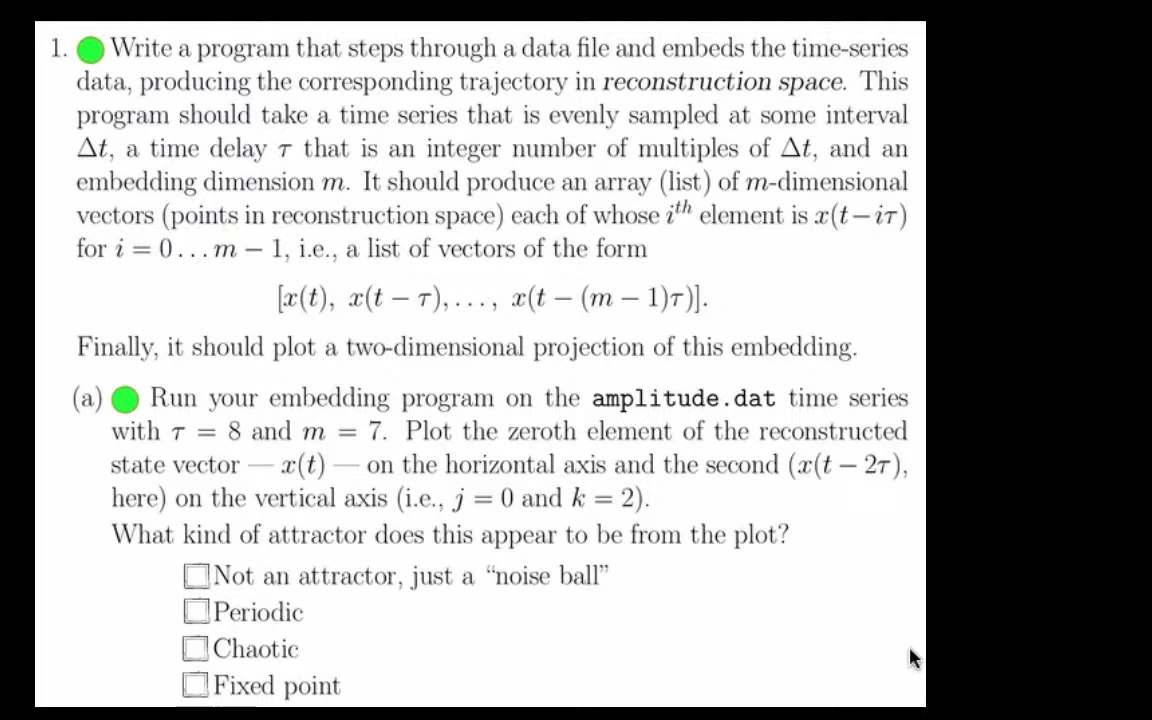 1. Write a program that steps through a data file and embeds the time-series
data, producing the corresponding trajectory in reconstruction space. This
program should take a time series that is evenly sampled at some interval
Δt, a time delay τ that is an integer number of multiples of Δt, and an
embedding dimension m. It should produce an array (list) of m-dimensional
vectors (points in reconstruction space) each of whose i^th element is x(t−iτ)
for i = 0...m − 1, i.e., a list of vectors of the form
[x(t), x(t − τ), ..., x(t − (m − 1)τ)].
Finally, it should plot a two-dimensional projection of this embedding.
(a) Run your embedding program on the amplitude.dat time series
with τ = 8 and m = 7. Plot the zeroth element of the reconstructed
state vector — x(t) — on the horizontal axis and the second (x(t − 2τ),
here) on the vertical axis (i.e., j = 0 and k = 2).
What kind of attractor does this appear to be from the plot?
Not an attractor, just a “noise ball”
Periodic
Chaotic
Fixed point